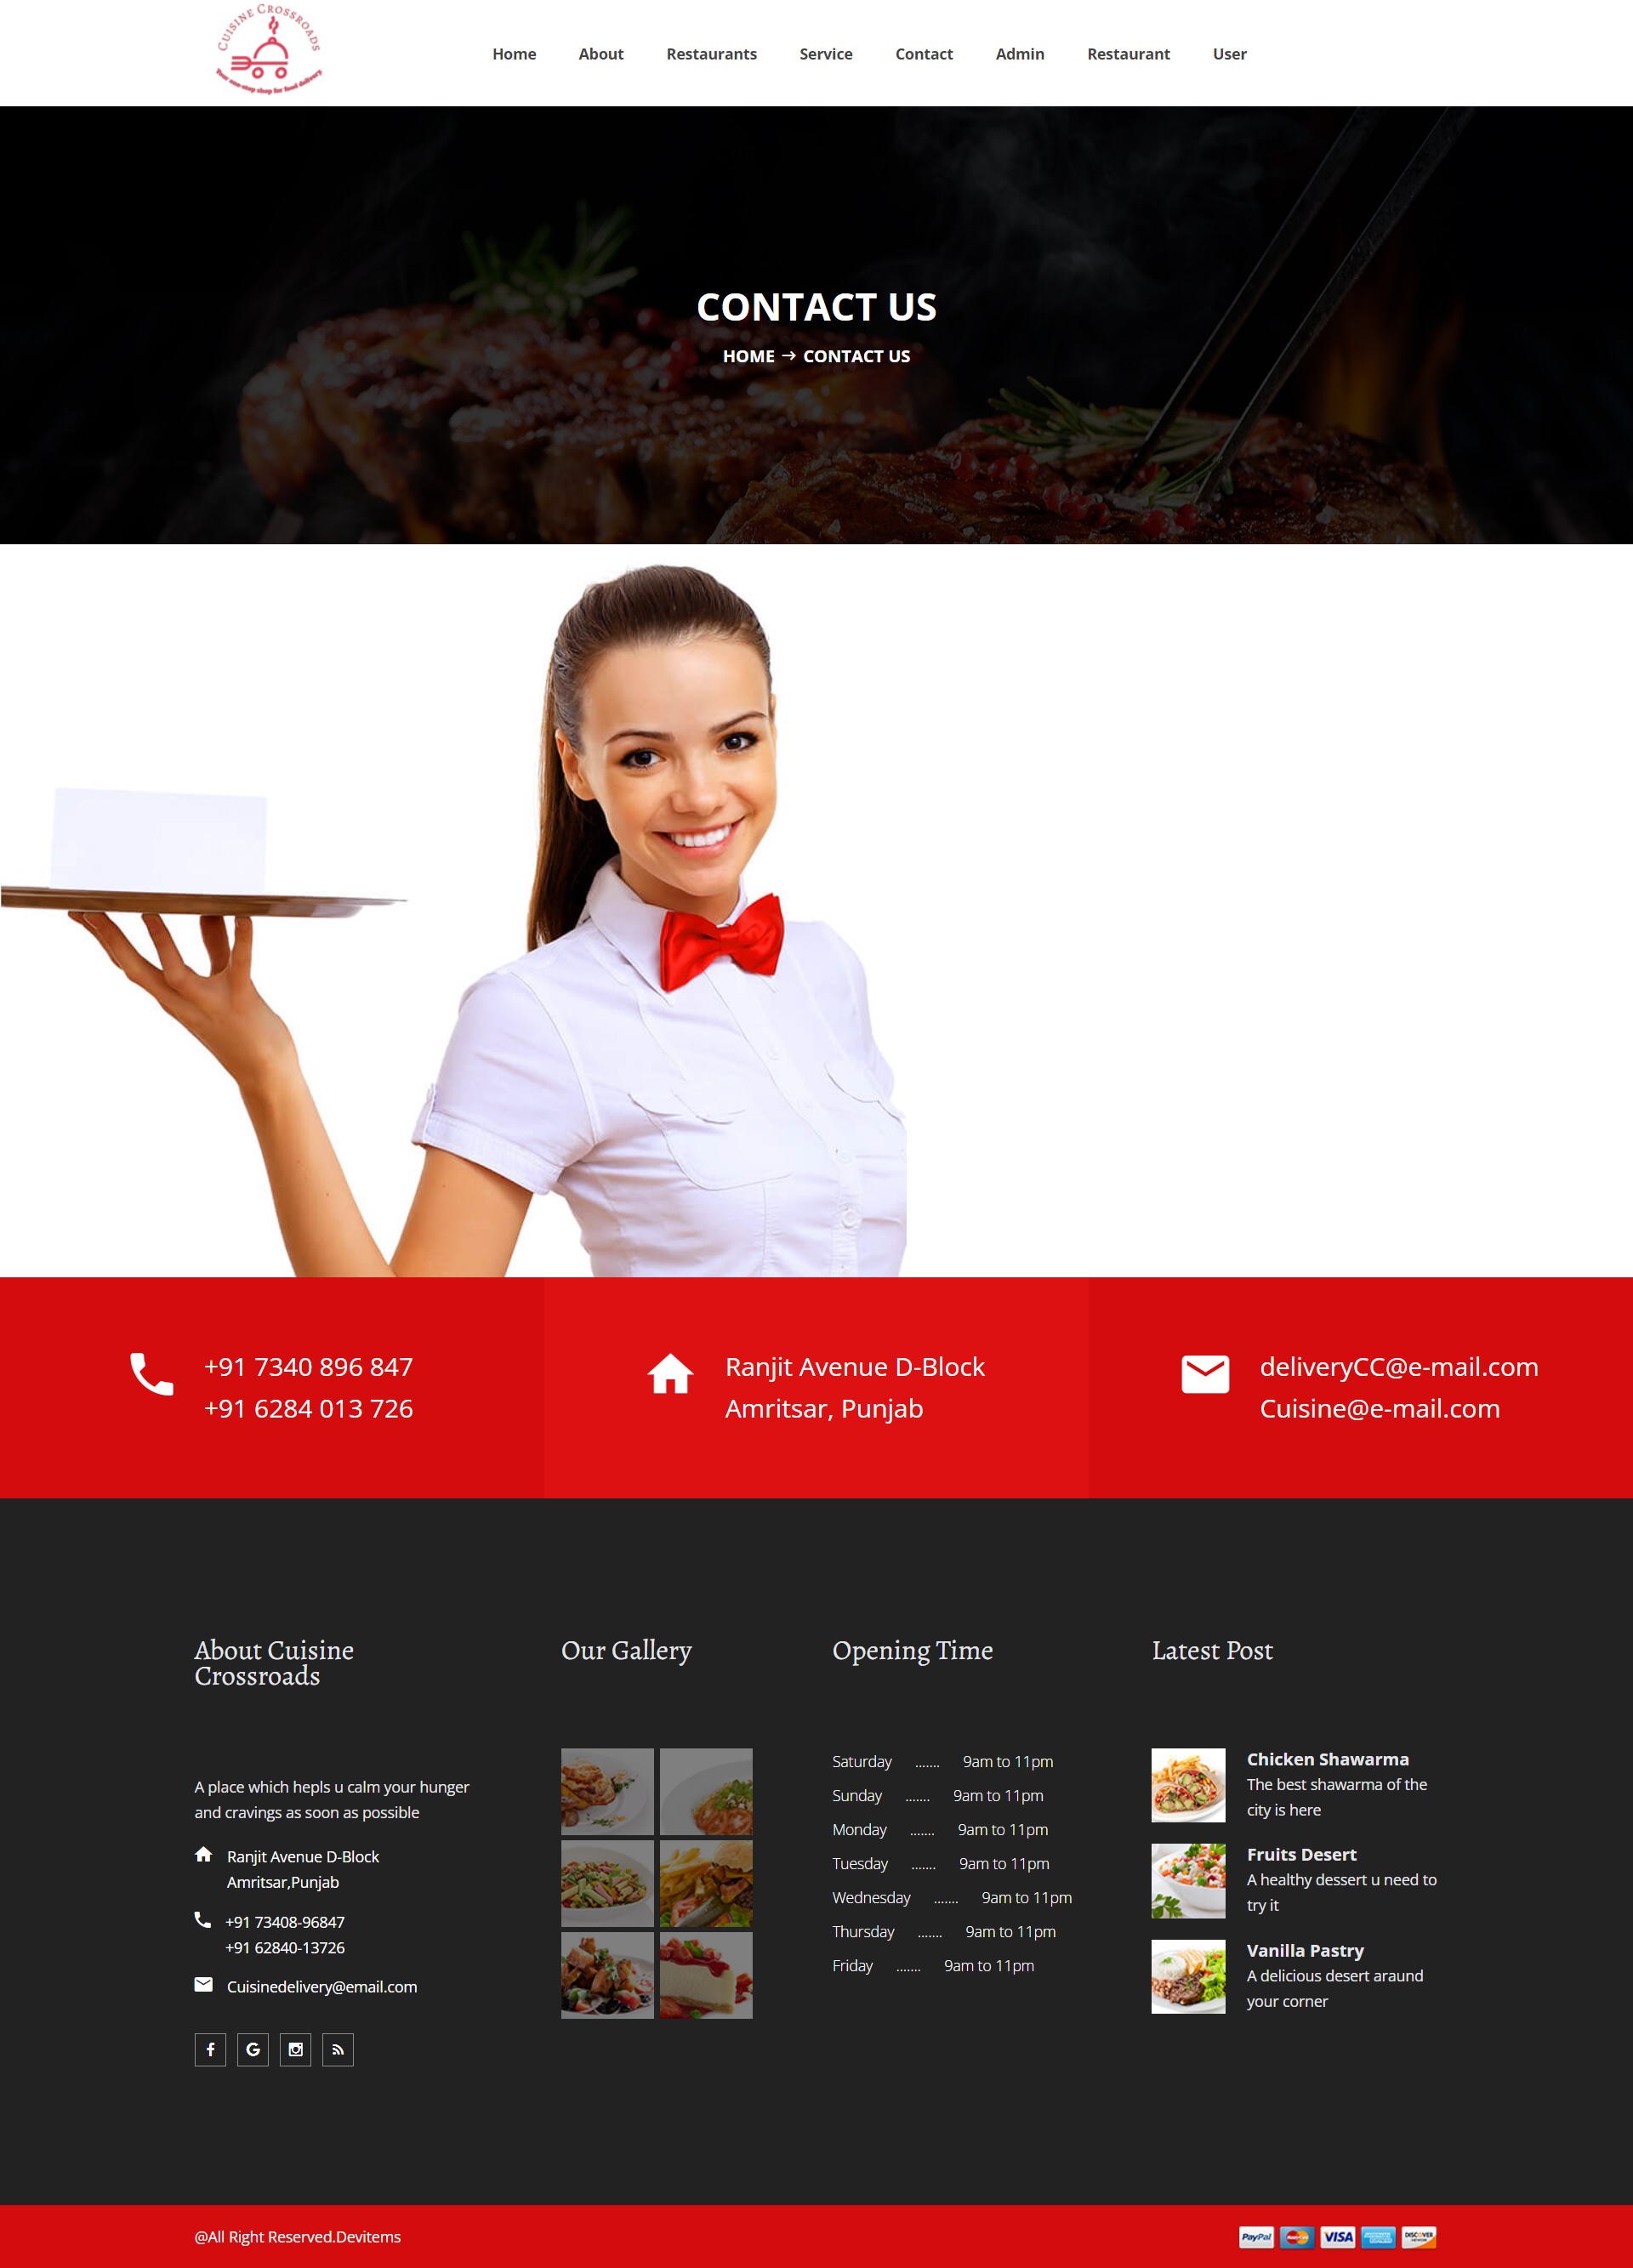 CUISINE CROSSROADS
Your one-stop shop for food delivery
Home
About
Restaurants
Service
Contact
Admin
Restaurant
User
CONTACT US
HOME → CONTACT US
+91 7340 896 847
+91 6284 013 726
Ranjit Avenue D-Block
Amritsar, Punjab
deliveryCC@e-mail.com
Cuisine@e-mail.com
About Cuisine
Crossroads
A place which hepls u calm your hunger
and cravings as soon as possible
Ranjit Avenue D-Block
Amritsar,Punjab
+91 73408-96847
+91 62840-13726
Cuisinedelivery@email.com
Our Gallery
Opening Time
Saturday ....... 9am to 11pm
Sunday ....... 9am to 11pm
Monday ....... 9am to 11pm
Tuesday ....... 9am to 11pm
Wednesday ....... 9am to 11pm
Thursday ....... 9am to 11pm
Friday ....... 9am to 11pm
Latest Post
Chicken Shawarma
The best shawarma of the
city is here
Fruits Desert
A healthy dessert u need to
try it
Vanilla Pastry
A delicious desert araund
your corner
@All Right Reserved.Devitems
PayPal
MasterCard
VISA
DISCOVER